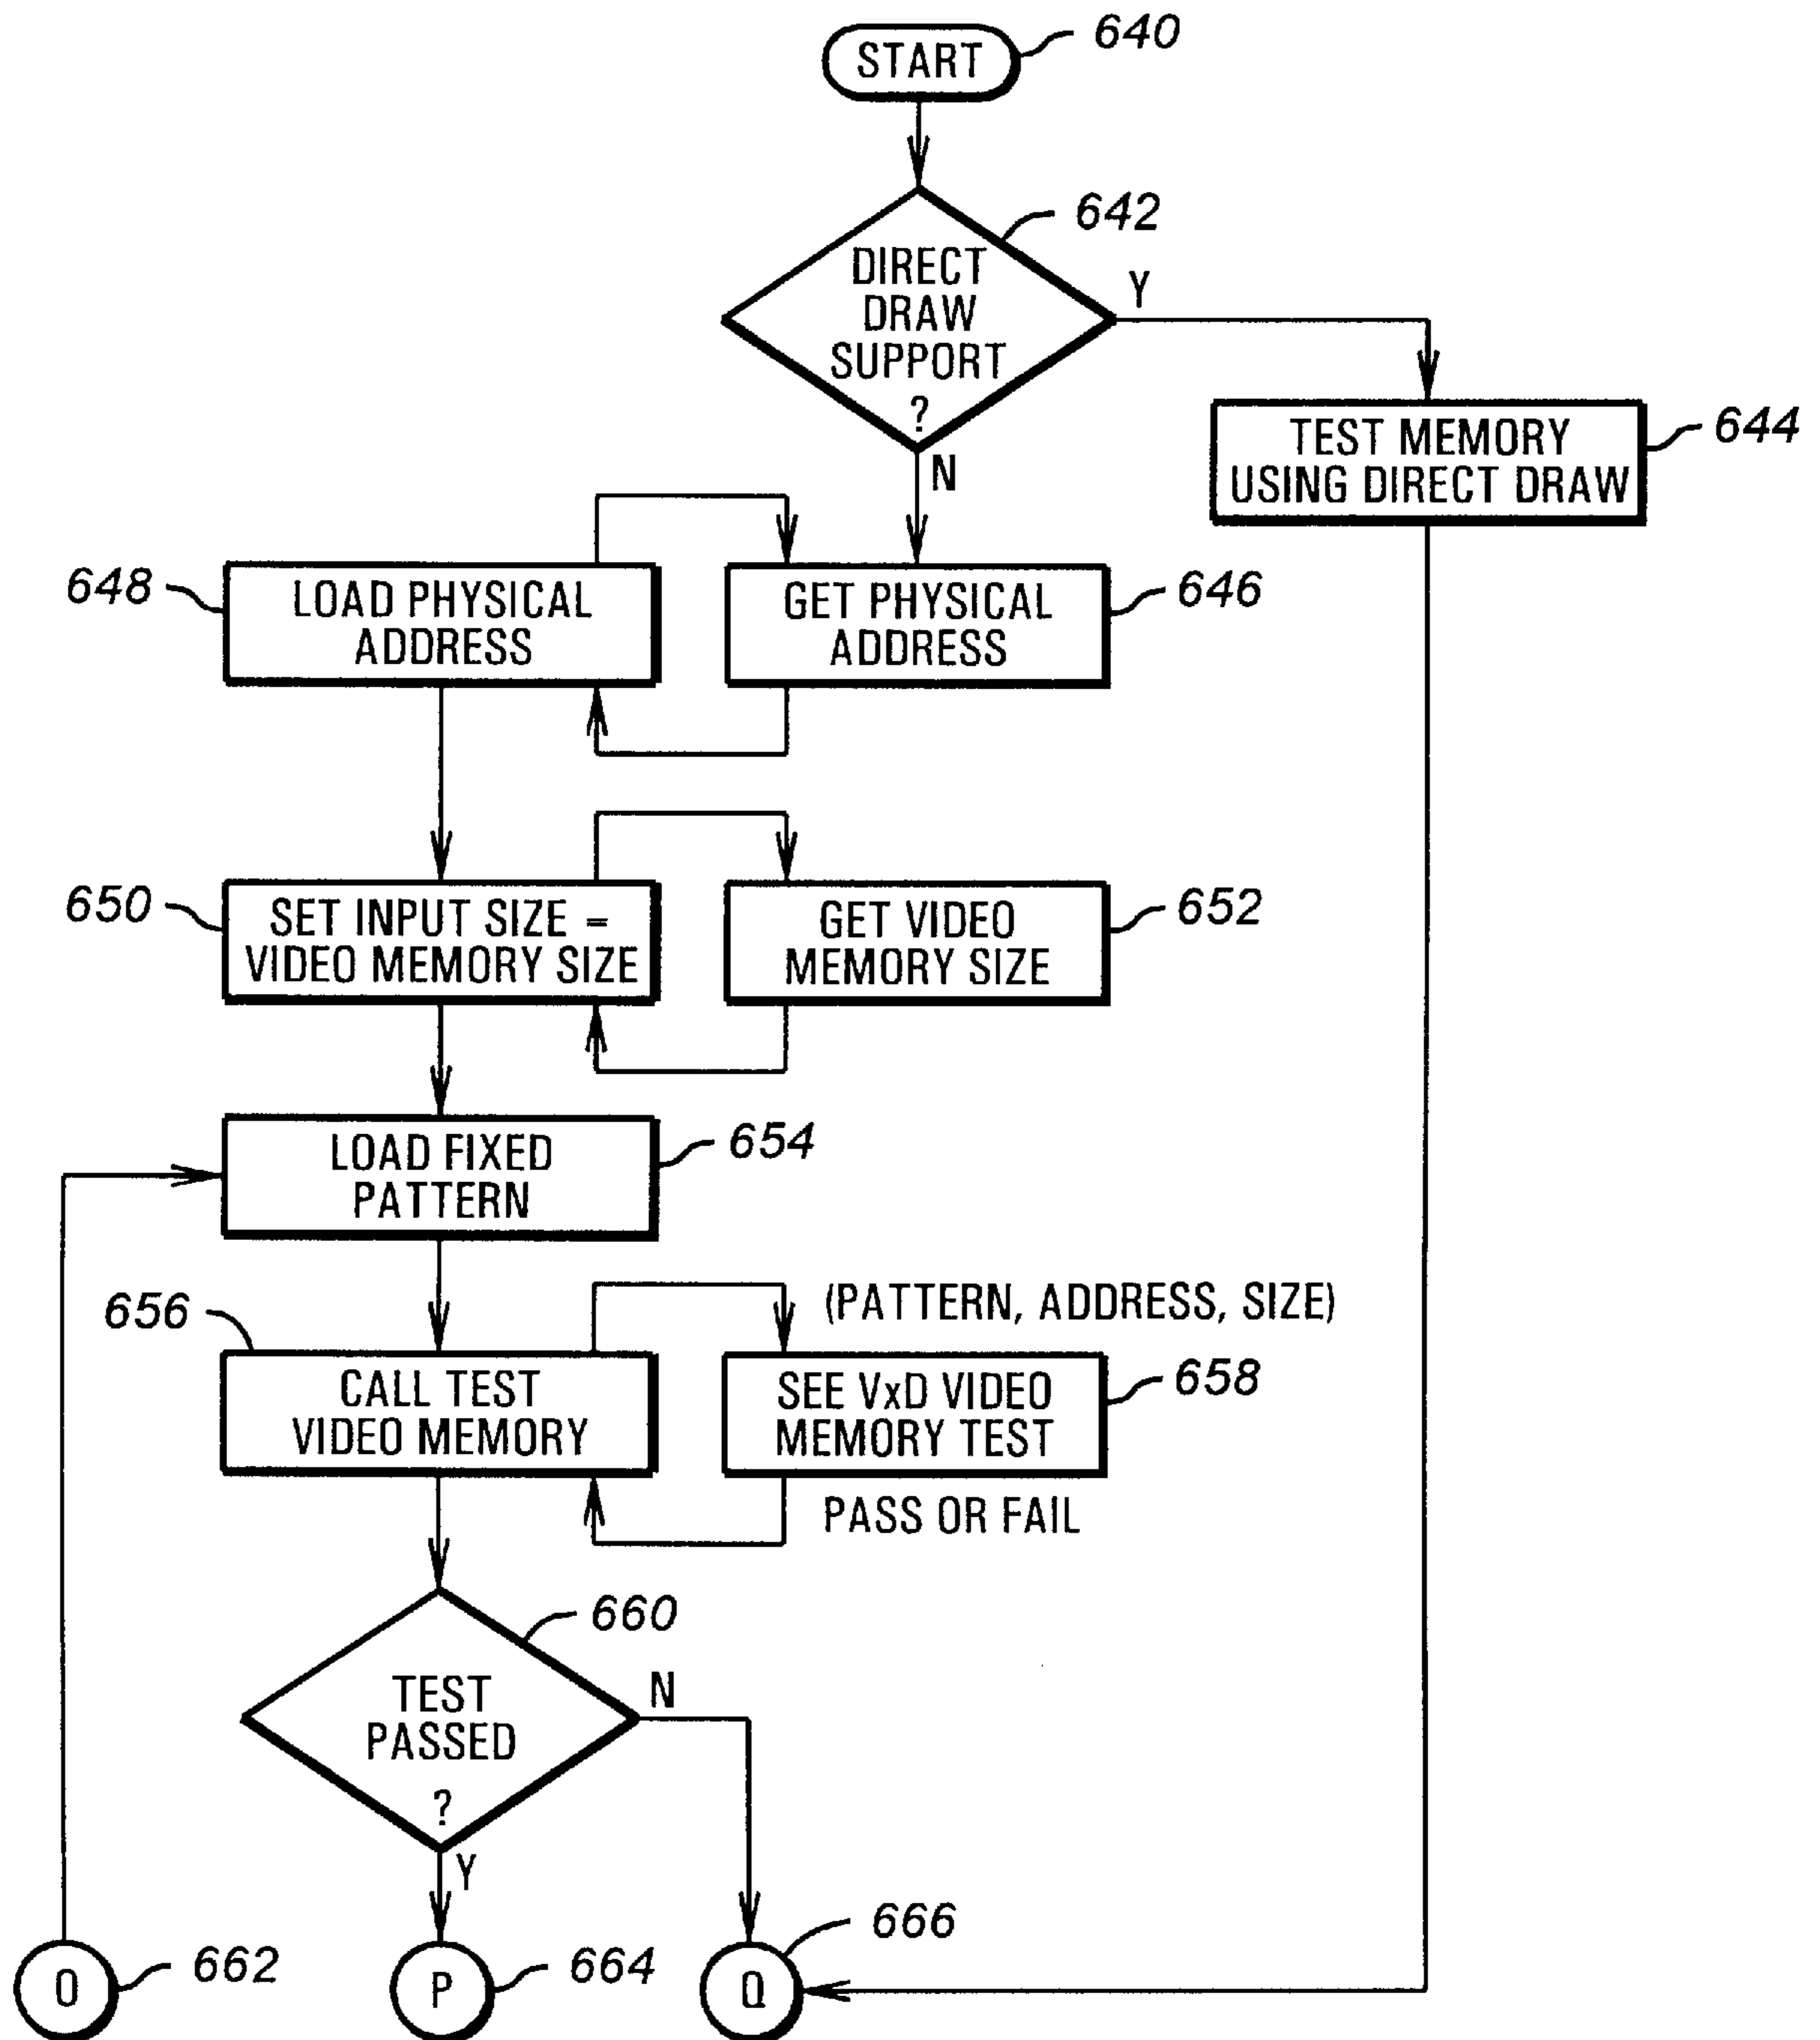 START
640
642
DIRECT
DRAW
SUPPORT
?
Y
N
TEST MEMORY
USING DIRECT DRAW
644
648
LOAD PHYSICAL
ADDRESS
GET PHYSICAL
ADDRESS
646
650
SET INPUT SIZE =
VIDEO MEMORY SIZE
GET VIDEO
MEMORY SIZE
652
LOAD FIXED
PATTERN
654
656
CALL TEST
VIDEO MEMORY
(PATTERN, ADDRESS, SIZE)
SEE VxD VIDEO
MEMORY TEST
658
PASS OR FAIL
660
TEST
PASSED
?
N
Y
O
662
P
664
Q
666